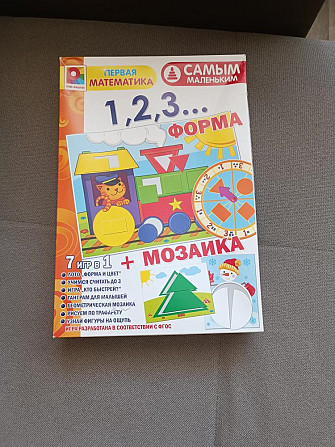 ПЕРВАЯ
МАТЕМАТИКА
САМЫМ
МАЛЕНЬКИМ
1,2,3...
ФОРМА
7 ИГР В 1
+ МОЗАИКА
ЛОТО „ФОРМА И ЦВЕТ"
УЧИМСЯ СЧИТАТЬ ДО 3
ИГРА „КТО БЫСТРЕЙ?"
ТАНГРАМ ДЛЯ МАЛЫШЕЙ
ГЕОМЕТРИЧЕСКАЯ МОЗАИКА
РИСУЕМ ПО ТРАФАРЕТУ
УЗНАЙ ФИГУРЫ НА ОЩУПЬ
ИГРА РАЗРАБОТАНА В СООТВЕТСТВИИ С ФГОС